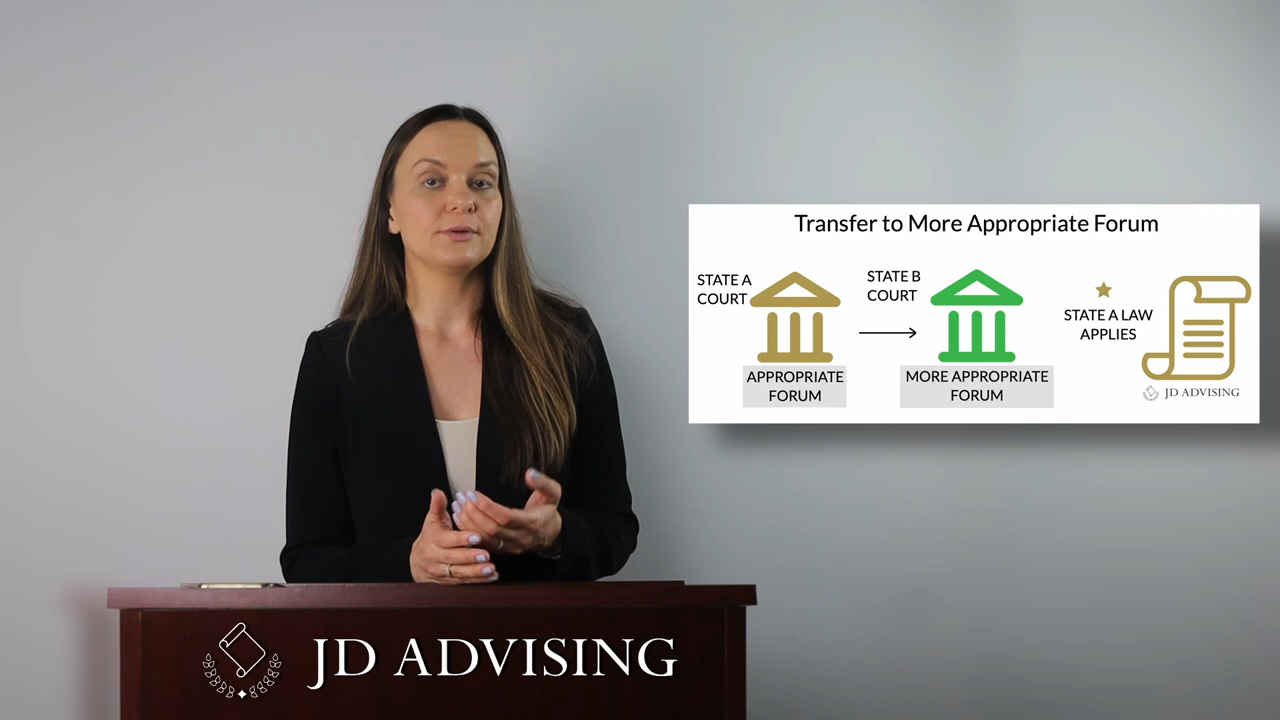 Transfer to More Appropriate Forum
STATE A
COURT
STATE B
COURT
STATE A LAW
APPLIES
APPROPRIATE
FORUM
MORE APPROPRIATE
FORUM
JD ADVISING
JD ADVISING